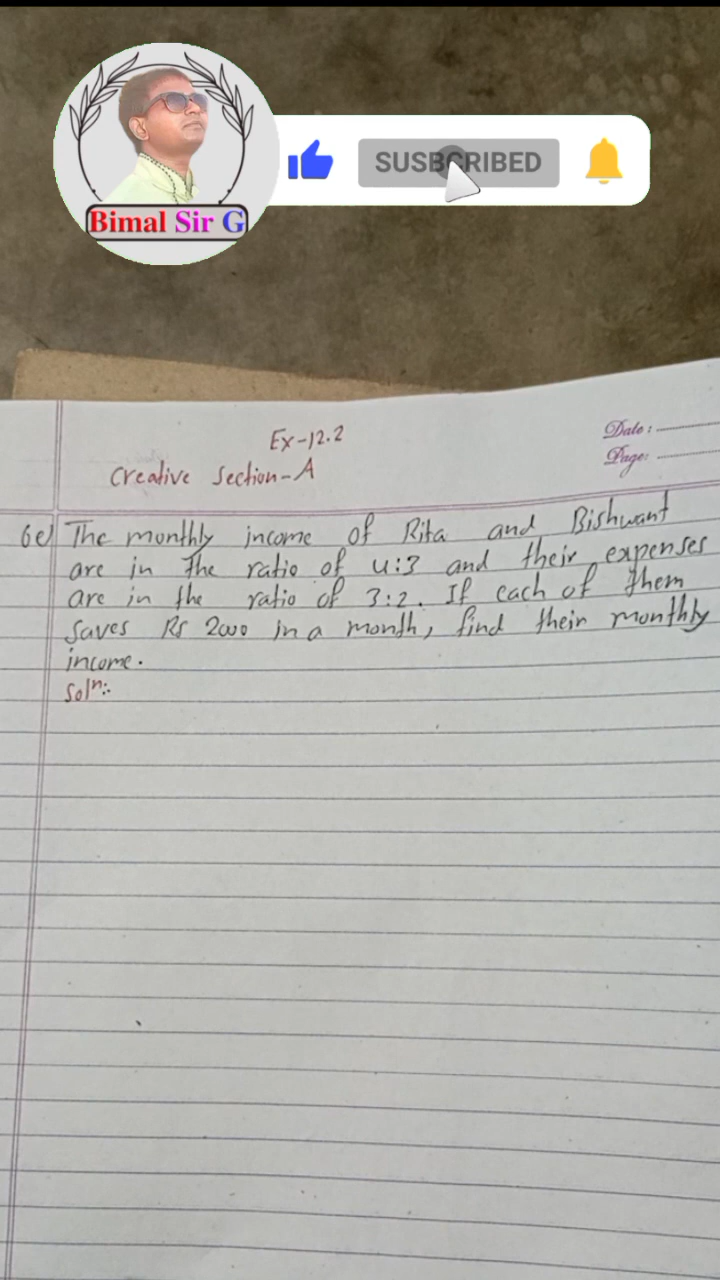 Bimal Sir G
SUSBCRIBED
Ex-12.2
Date:
Page:
Creative Section-A
6e) The monthly income of Rita and Bishwant
are in the ratio of 4:3 and their expenses
are in the ratio of 3:2. If each of them
saves Rs 2000 in a month, find their monthly
income.
Solⁿ: